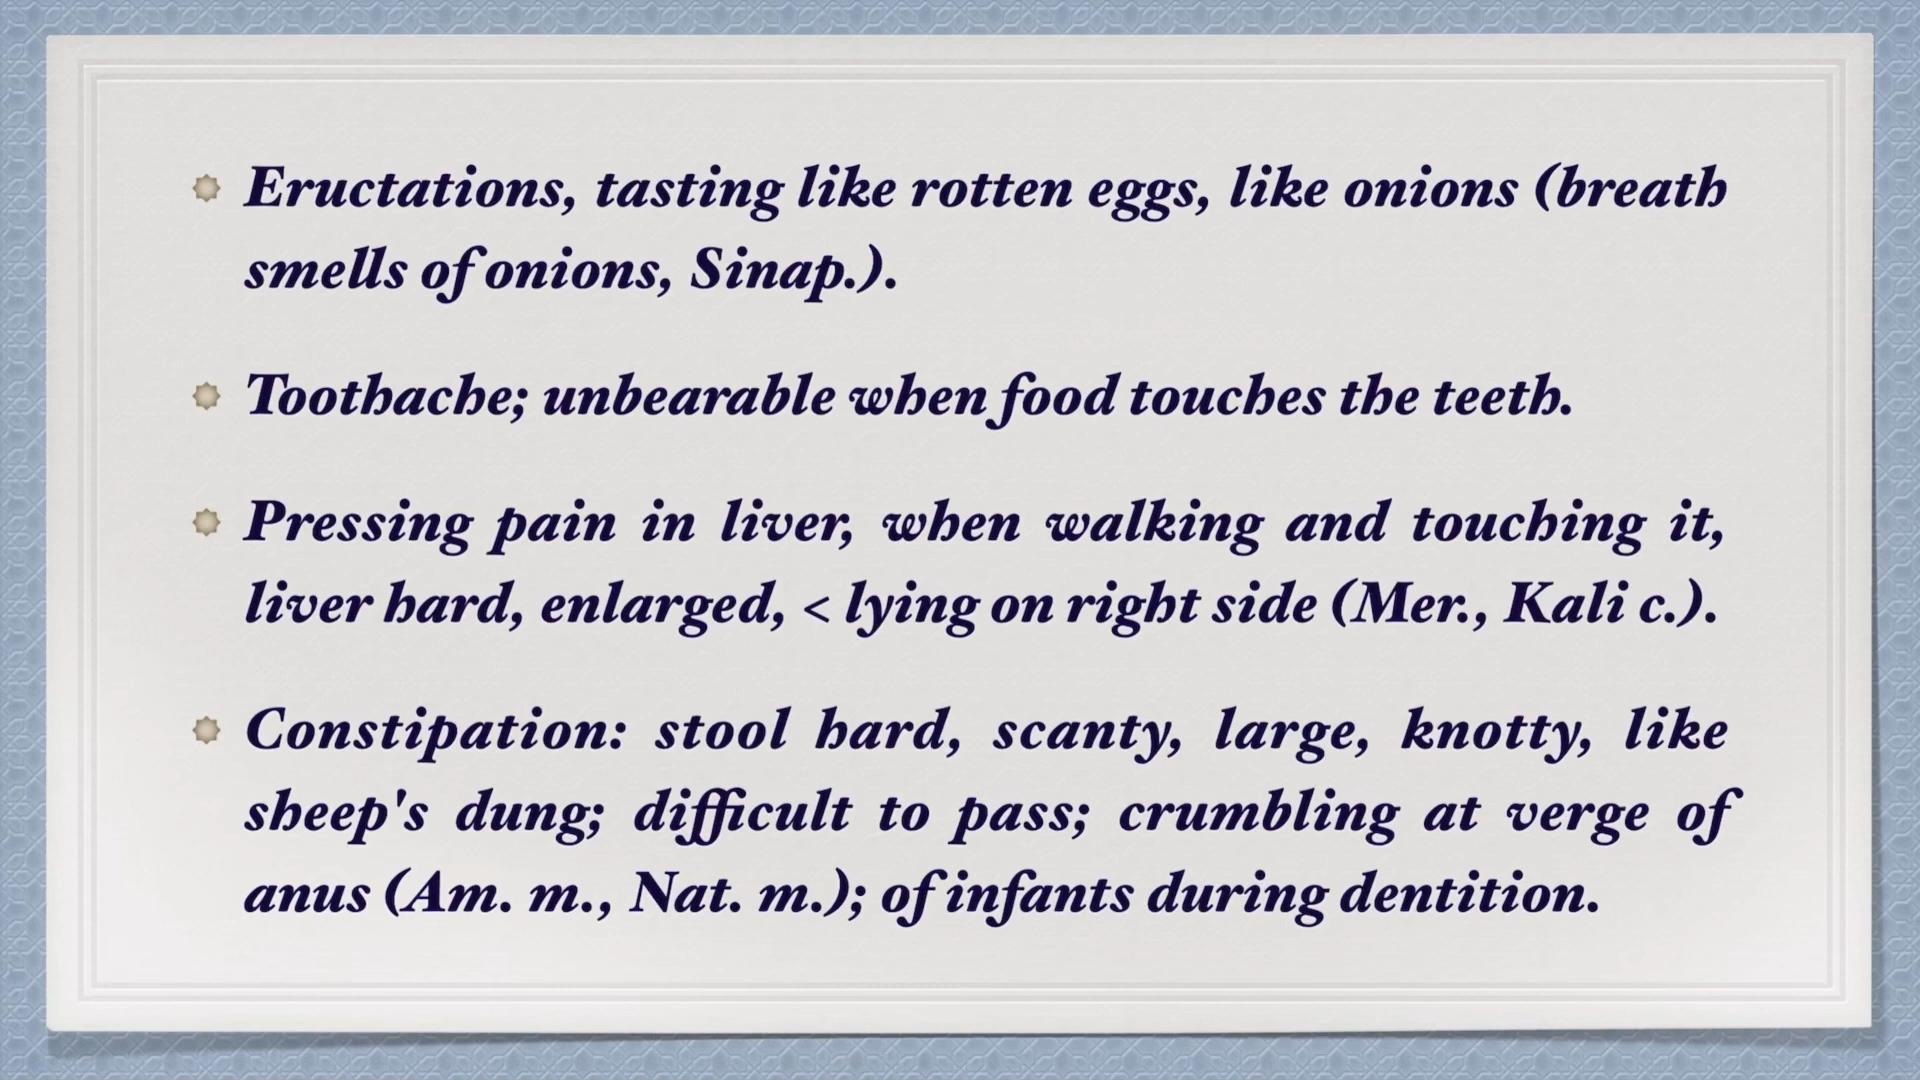 Eructations, tasting like rotten eggs, like onions (breath
smells of onions, Sinap.).
Toothache; unbearable when food touches the teeth.
Pressing pain in liver, when walking and touching it,
liver hard, enlarged, < lying on right side (Mer., Kali c.).
Constipation: stool hard, scanty, large, knotty, like
sheep's dung; difficult to pass; crumbling at verge of
anus (Am. m., Nat. m.); of infants during dentition.